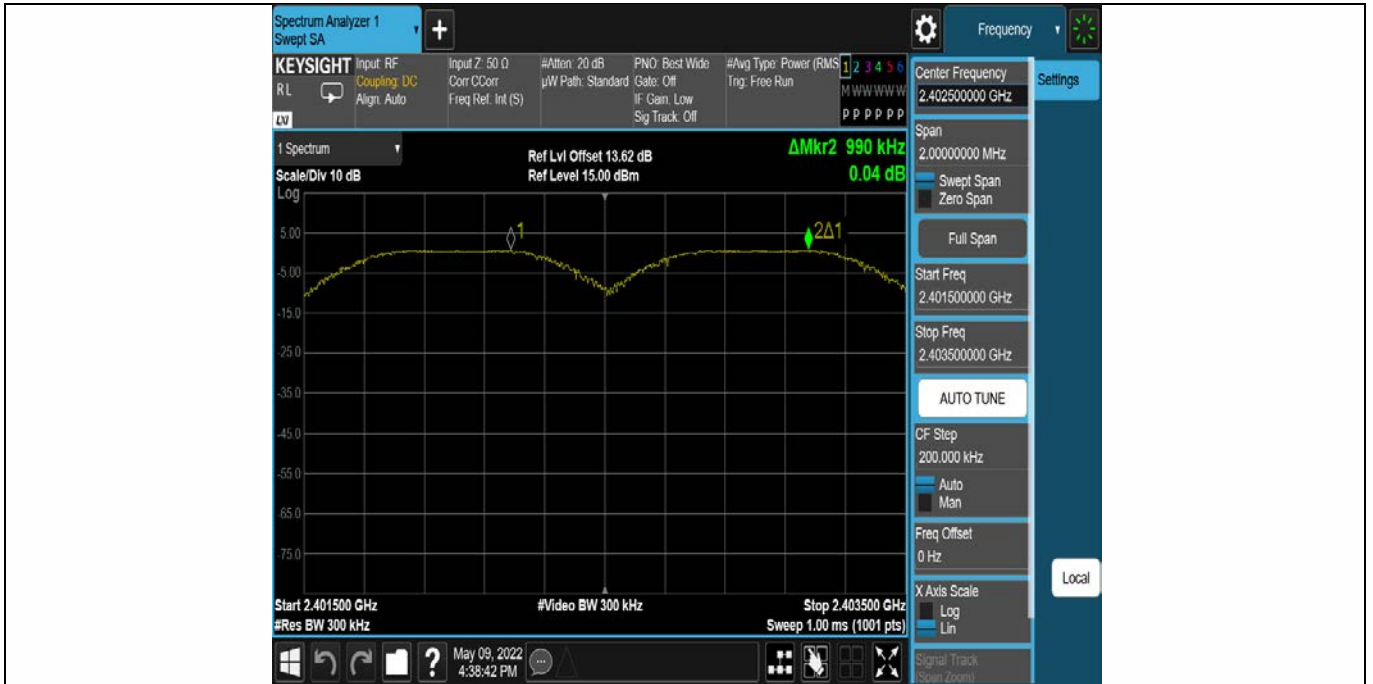 Spectrum Analyzer 1
Swept SA
+
Frequency
KEYSIGHT
RL
LXI
Input: RF
Coupling: DC
Align: Auto
Input Z: 50 Ω
Corr CCorr
Freq Ref: Int (S)
#Atten: 20 dB
µW Path: Standard
PNO: Best Wide
Gate: Off
IF Gain: Low
Sig Track: Off
#Avg Type: Power (RMS
Trig: Free Run
1 2 3 4 5 6
M W W W W W
P P P P P P
1 Spectrum
Scale/Div 10 dB
Log
Ref Lvl Offset 13.62 dB
Ref Level 15.00 dBm
ΔMkr2 990 kHz
0.04 dB
1
2Δ1
5.00
-5.00
-15.0
-25.0
-35.0
-45.0
-55.0
-65.0
-75.0
Start 2.401500 GHz
#Res BW 300 kHz
#Video BW 300 kHz
Stop 2.403500 GHz
Sweep 1.00 ms (1001 pts)
Center Frequency
2.402500000 GHz
Settings
Span
2.00000000 MHz
Swept Span
Zero Span
Full Span
Start Freq
2.401500000 GHz
Stop Freq
2.403500000 GHz
AUTO TUNE
CF Step
200.000 kHz
Auto
Man
Freq Offset
0 Hz
X Axis Scale
Log
Lin
Signal Track
(Span Zoom)
Local
?
May 09, 2022
4:38:42 PM